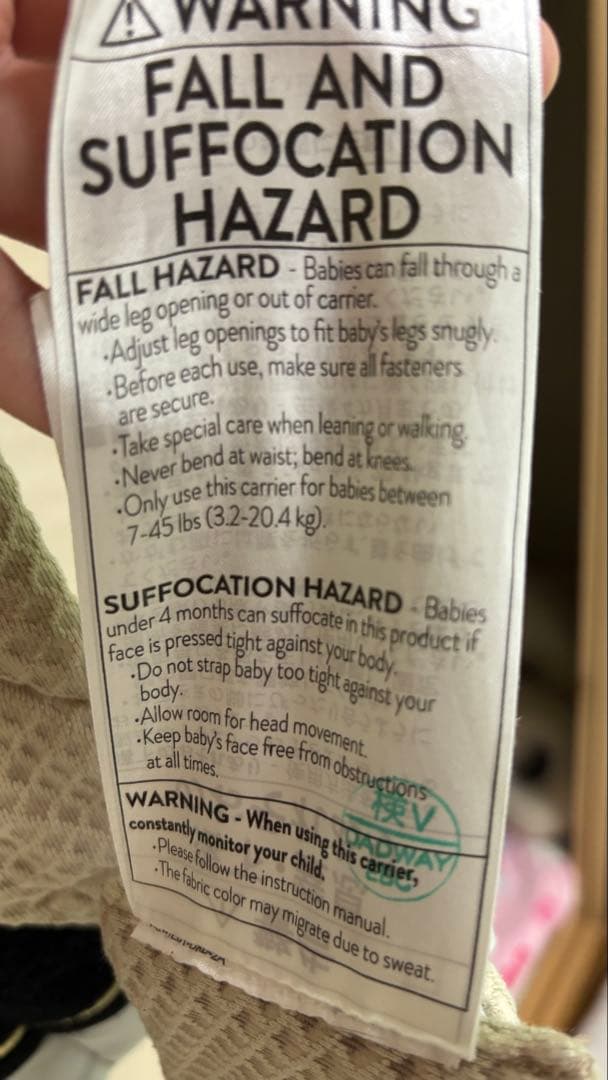 WARNING
FALL AND
SUFFOCATION
HAZARD
FALL HAZARD - Babies can fall through a
wide leg opening or out of carrier.
·Adjust leg openings to fit baby's legs snugly.
·Before each use, make sure all fasteners
are secure.
·Take special care when leaning or walking.
·Never bend at waist; bend at knees.
·Only use this carrier for babies between
7-45 lbs (3.2-20.4 kg).
SUFFOCATION HAZARD - Babies
under 4 months can suffocate in this product if
face is pressed tight against your body.
·Do not strap baby too tight against your
body.
·Allow room for head movement.
·Keep baby's face free from obstructions
at all times.
検V
DADWAY
WARNING - When using this carrier,
constantly monitor your child.
·Please follow the instruction manual.
·The fabric color may migrate due to sweat.